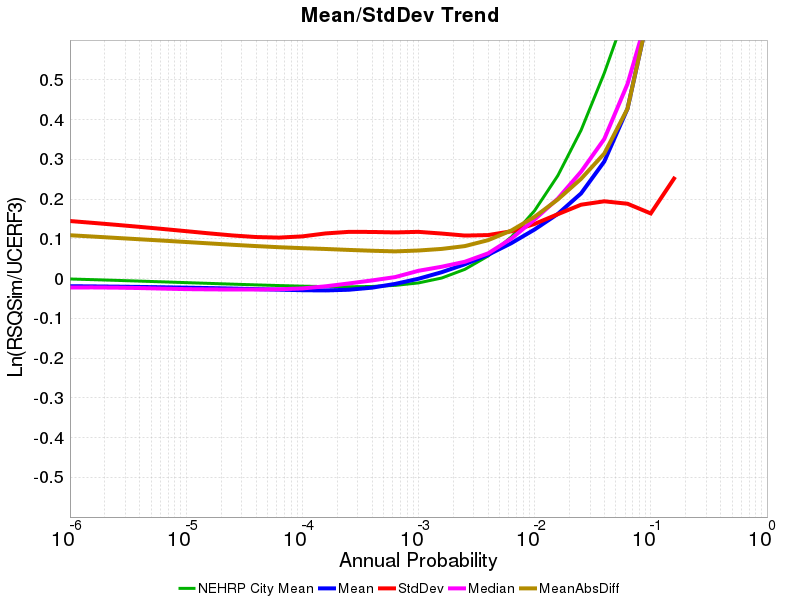 Mean/StdDev Trend
Ln(RSQSim/UCERF3)
0.5
0.4
0.3
0.2
0.1
0
-0.1
-0.2
-0.3
-0.4
-0.5
10^-6 10^-5 10^-4 10^-3 10^-2 10^-1 10^0
Annual Probability
NEHRP City Mean Mean StdDev Median MeanAbsDiff